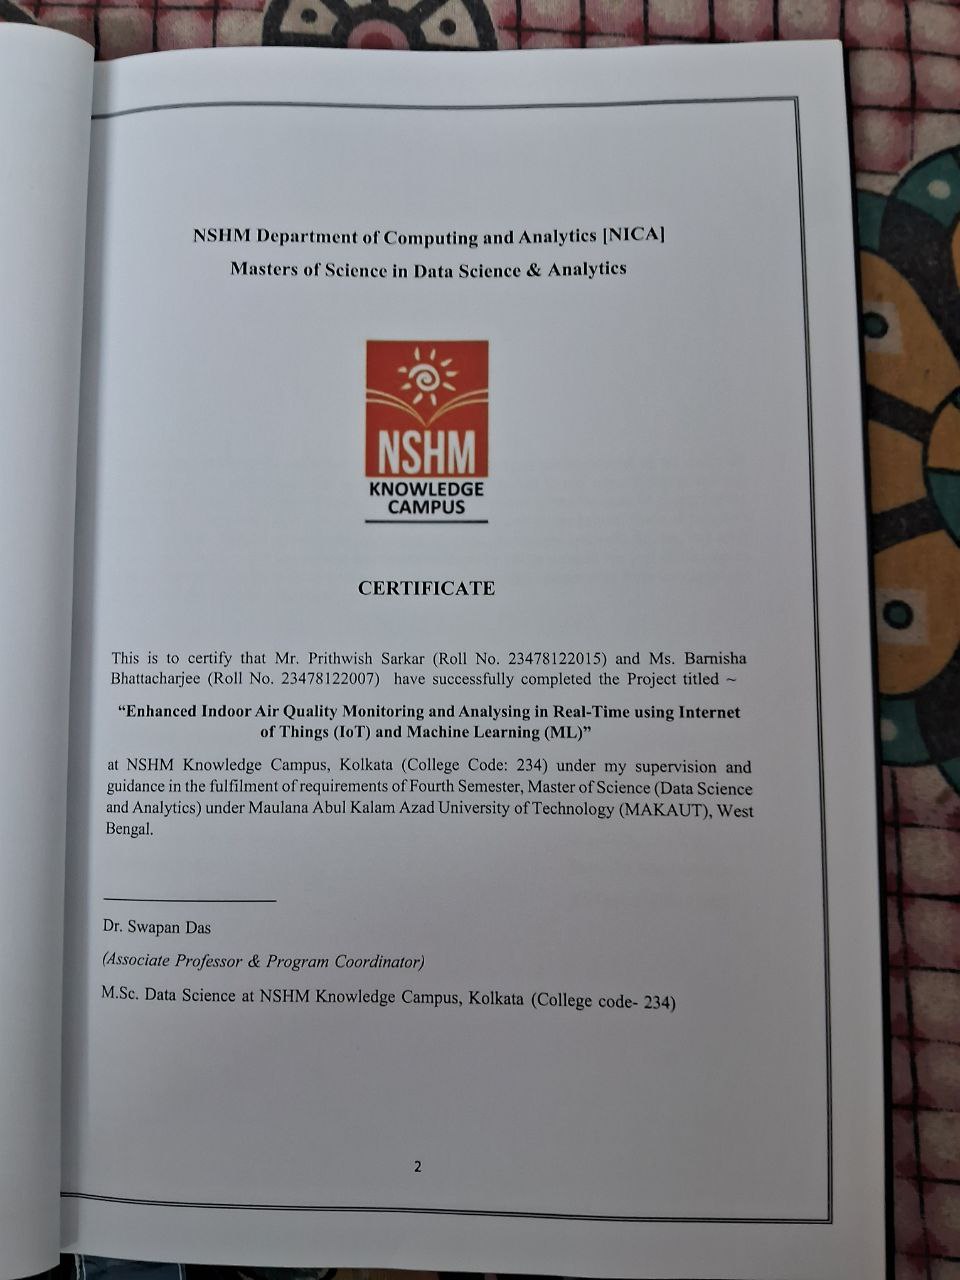 NSHM Department of Computing and Analytics [NICA]
Masters of Science in Data Science & Analytics
NSHM
KNOWLEDGE
CAMPUS
CERTIFICATE
This is to certify that Mr. Prithwish Sarkar (Roll No. 23478122015) and Ms. Barnisha
Bhattacharjee (Roll No. 23478122007) have successfully completed the Project titled ~
“Enhanced Indoor Air Quality Monitoring and Analysing in Real-Time using Internet
of Things (IoT) and Machine Learning (ML)”
at NSHM Knowledge Campus, Kolkata (College Code: 234) under my supervision and
guidance in the fulfilment of requirements of Fourth Semester, Master of Science (Data Science
and Analytics) under Maulana Abul Kalam Azad University of Technology (MAKAUT), West
Bengal.
Dr. Swapan Das
(Associate Professor & Program Coordinator)
M.Sc. Data Science at NSHM Knowledge Campus, Kolkata (College code- 234)
2